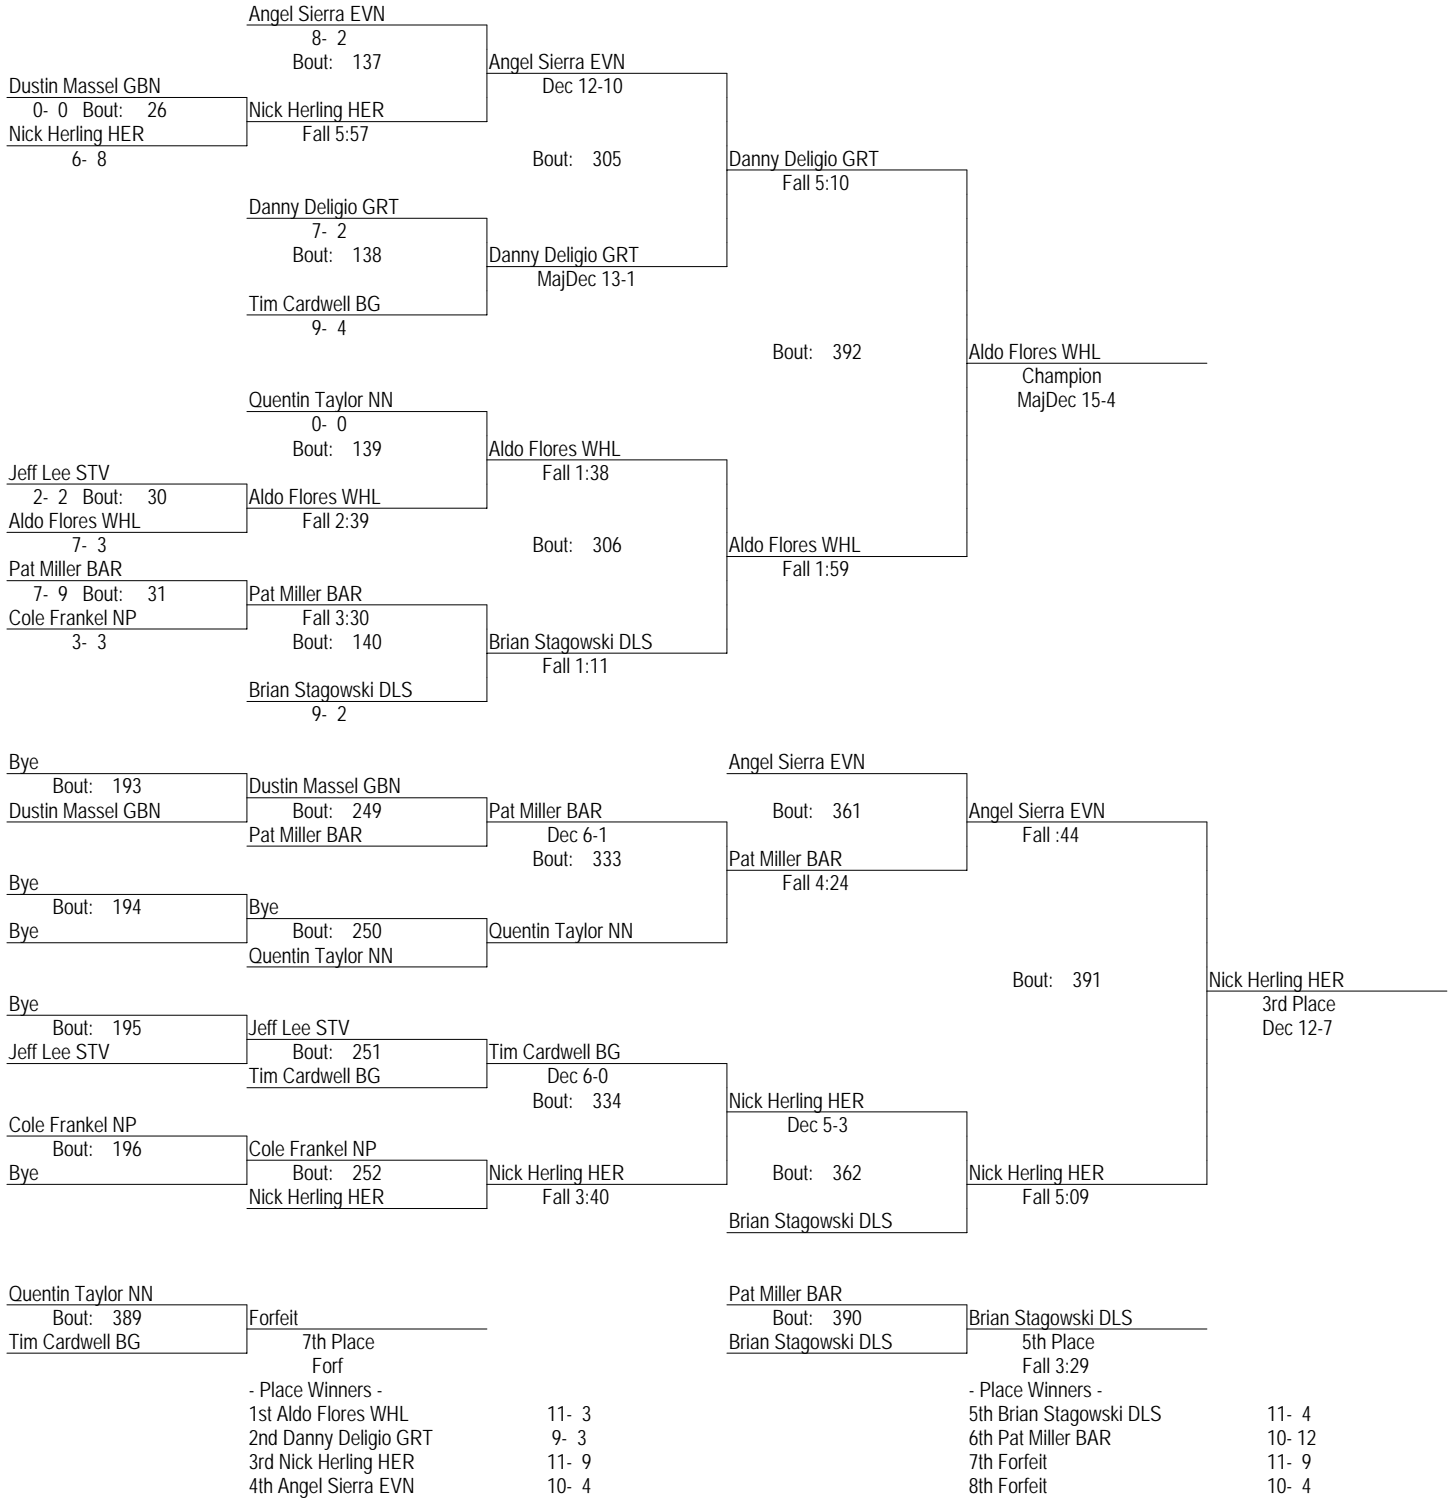 Angel Sierra EVN
8- 2
Bout: 137
Angel Sierra EVN
Dec 12-10
Dustin Massel GBN
0- 0 Bout: 26
Nick Herling HER
Nick Herling HER
Fall 5:57
6- 8
Bout: 305
Danny Deligio GRT
Fall 5:10
Danny Deligio GRT
7- 2
Bout: 138
Danny Deligio GRT
MajDec 13-1
Tim Cardwell BG
9- 4
Bout: 392
Aldo Flores WHL
Champion
MajDec 15-4
Quentin Taylor NN
0- 0
Bout: 139
Aldo Flores WHL
Fall 1:38
Jeff Lee STV
2- 2 Bout: 30
Aldo Flores WHL
Aldo Flores WHL
Fall 2:39
7- 3
Bout: 306
Aldo Flores WHL
Fall 1:59
Pat Miller BAR
7- 9 Bout: 31
Pat Miller BAR
Cole Frankel NP
Fall 3:30
3- 3
Bout: 140
Brian Stagowski DLS
Fall 1:11
Brian Stagowski DLS
9- 2
Bye
Bout: 193
Dustin Massel GBN
Dustin Massel GBN
Bout: 249
Pat Miller BAR
Pat Miller BAR
Dec 6-1
Bout: 333
Angel Sierra EVN
Bout: 361
Angel Sierra EVN
Fall :44
Pat Miller BAR
Fall 4:24
Bye
Bout: 194
Bye
Bye
Bout: 250
Quentin Taylor NN
Quentin Taylor NN
Bout: 391
Nick Herling HER
3rd Place
Dec 12-7
Bye
Bout: 195
Jeff Lee STV
Jeff Lee STV
Bout: 251
Tim Cardwell BG
Tim Cardwell BG
Dec 6-0
Bout: 334
Nick Herling HER
Dec 5-3
Cole Frankel NP
Bout: 196
Cole Frankel NP
Bye
Bout: 252
Nick Herling HER
Nick Herling HER
Fall 3:40
Bout: 362
Nick Herling HER
Fall 5:09
Brian Stagowski DLS
Quentin Taylor NN
Bout: 389
Forfeit
Tim Cardwell BG
7th Place
Forf
Pat Miller BAR
Bout: 390
Brian Stagowski DLS
Brian Stagowski DLS
5th Place
Fall 3:29
- Place Winners -
1st Aldo Flores WHL 11- 3
2nd Danny Deligio GRT 9- 3
3rd Nick Herling HER 11- 9
4th Angel Sierra EVN 10- 4
- Place Winners -
5th Brian Stagowski DLS 11- 4
6th Pat Miller BAR 10- 12
7th Forfeit 11- 9
8th Forfeit 10- 4